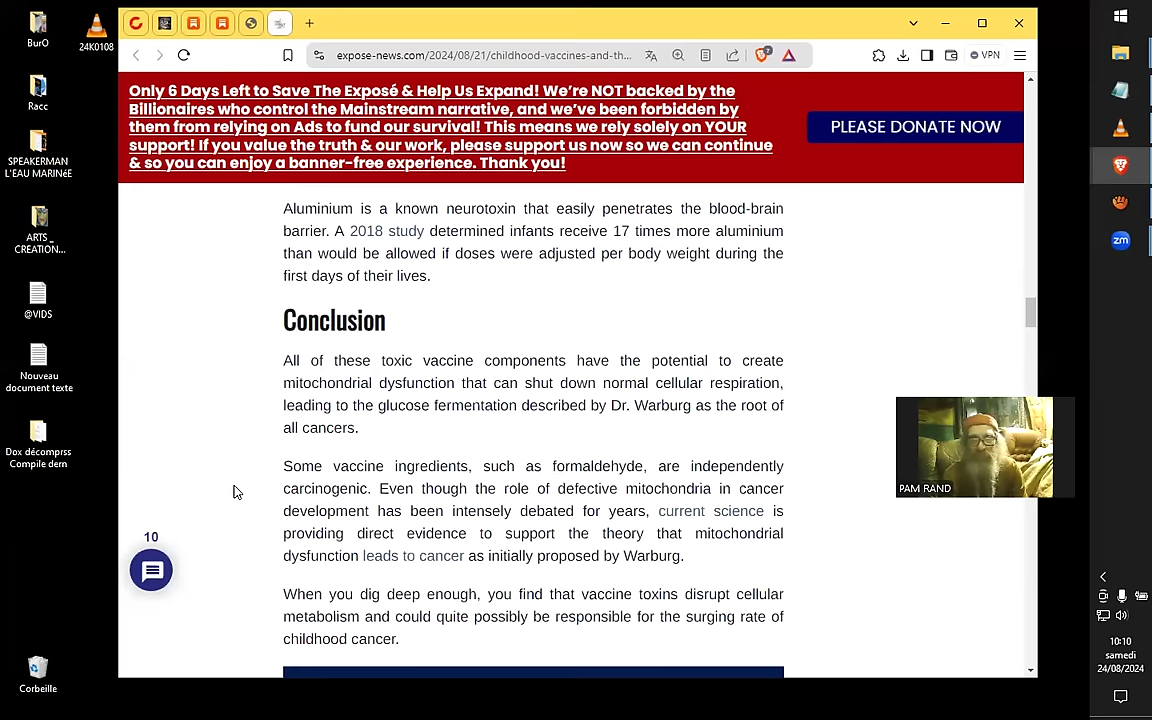 BurO
24K0108
Racc
SPEAKERMAN
L'EAU MARINéE
ARTS_
CREATION...
@VIDS
Nouveau
document texte
Dox décomprss
Compile dern
Corbeille
expose-news.com/2024/08/21/childhood-vaccines-and-th...
VPN
Only 6 Days Left to Save The Exposé & Help Us Expand! We're NOT backed by the
Billionaires who control the Mainstream narrative, and we've been forbidden by
them from relying on Ads to fund our survival! This means we rely solely on YOUR
support! If you value the truth & our work, please support us now so we can continue
& so you can enjoy a banner-free experience. Thank you!
PLEASE DONATE NOW
Aluminium is a known neurotoxin that easily penetrates the blood-brain
barrier. A 2018 study determined infants receive 17 times more aluminium
than would be allowed if doses were adjusted per body weight during the
first days of their lives.
Conclusion
All of these toxic vaccine components have the potential to create
mitochondrial dysfunction that can shut down normal cellular respiration,
leading to the glucose fermentation described by Dr. Warburg as the root of
all cancers.
Some vaccine ingredients, such as formaldehyde, are independently
carcinogenic. Even though the role of defective mitochondria in cancer
development has been intensely debated for years, current science is
providing direct evidence to support the theory that mitochondrial
dysfunction leads to cancer as initially proposed by Warburg.
When you dig deep enough, you find that vaccine toxins disrupt cellular
metabolism and could quite possibly be responsible for the surging rate of
childhood cancer.
10
PAM RAND
zm
10:10
samedi
24/08/2024